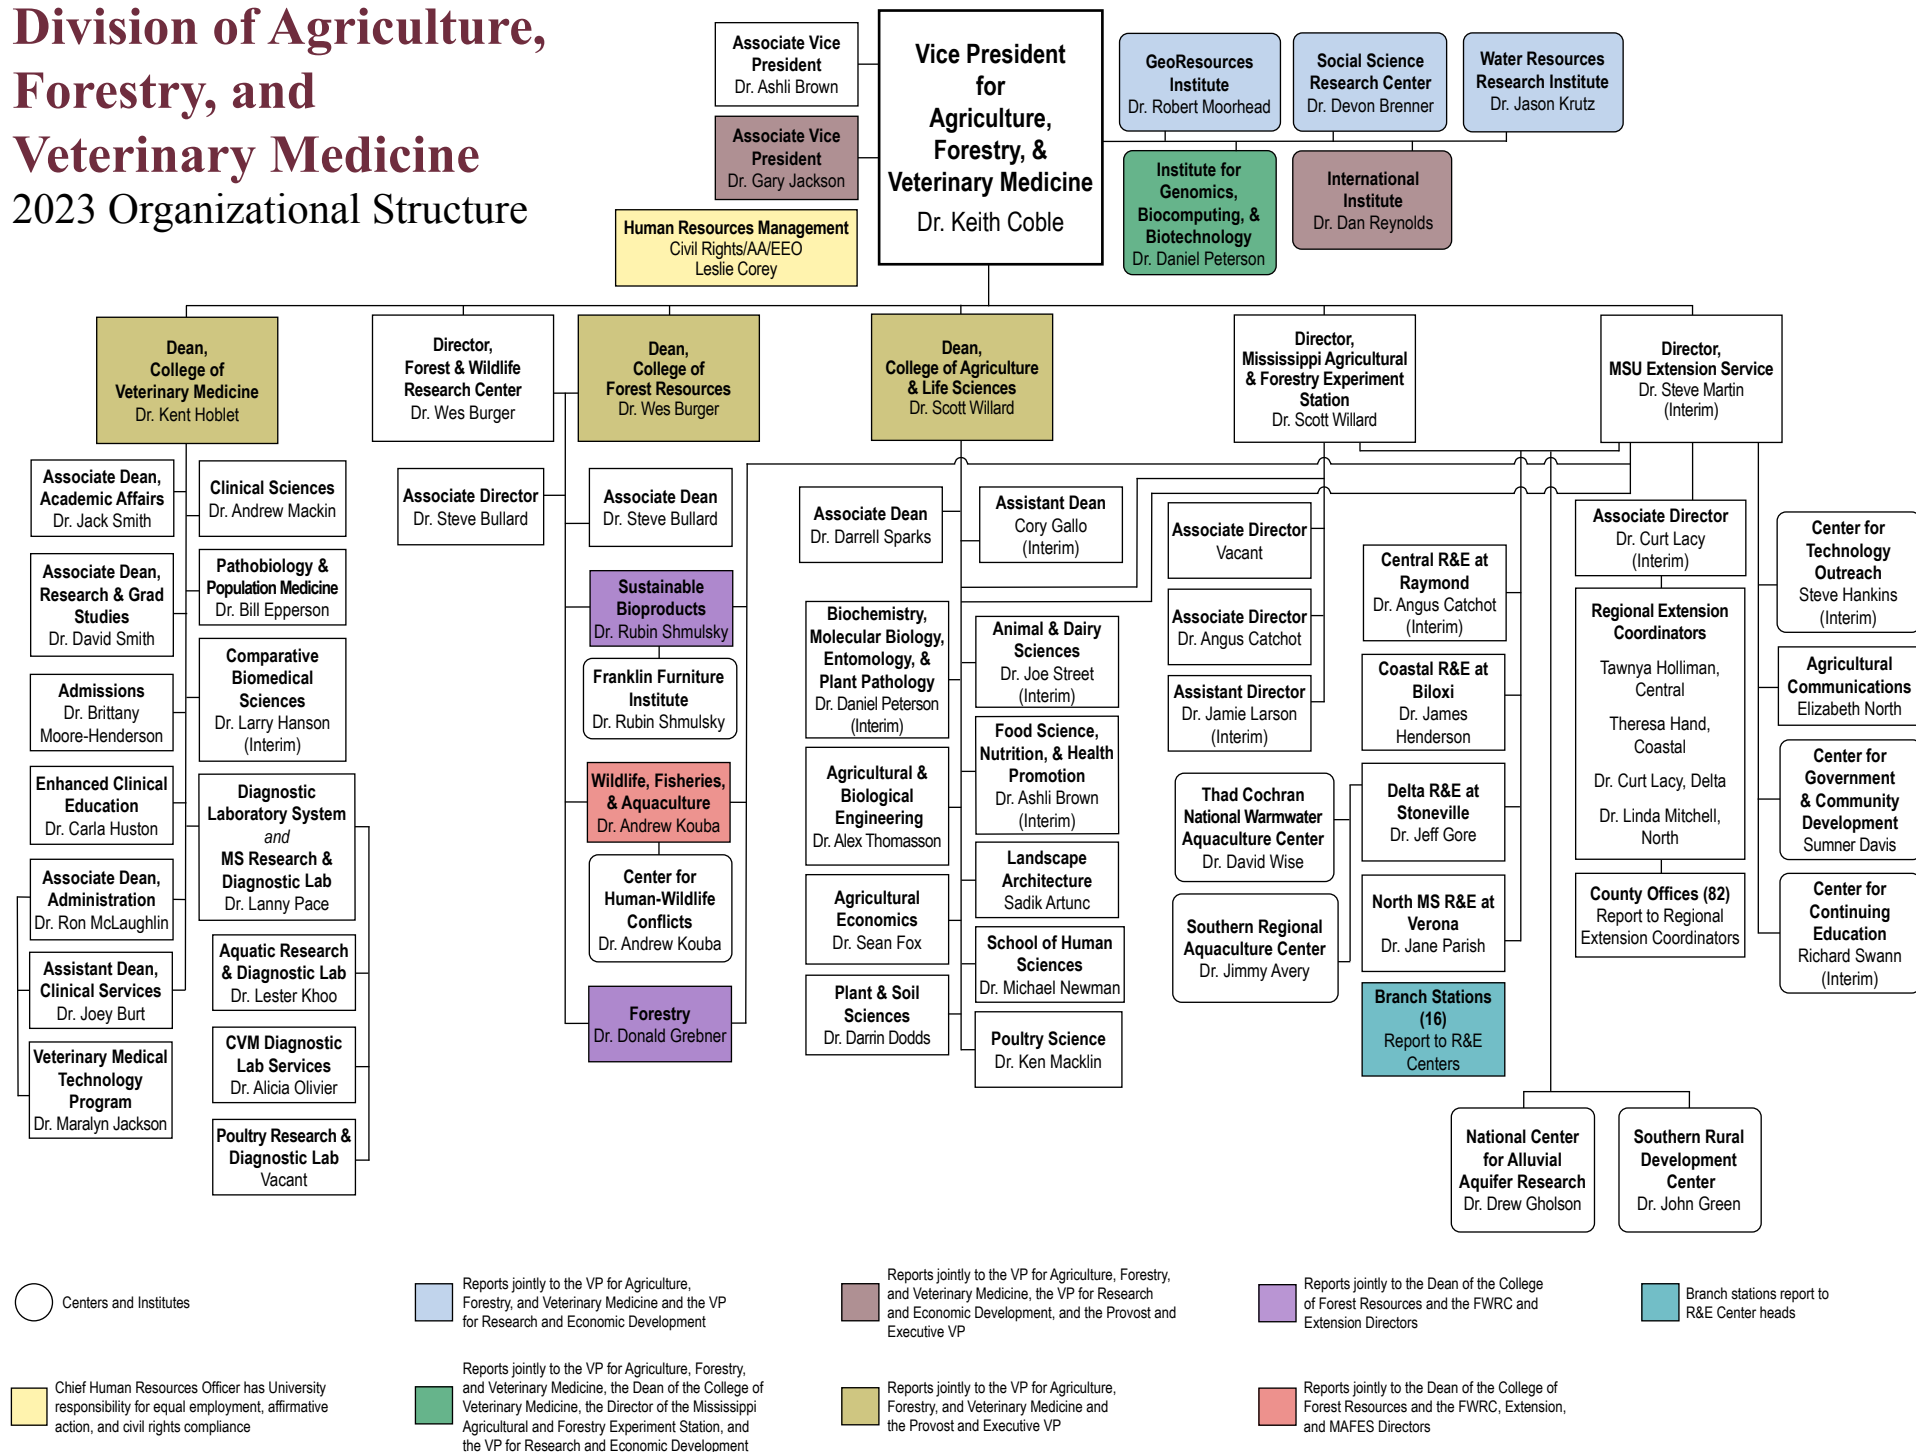 Division of Agriculture,
Forestry, and
Veterinary Medicine
2023 Organizational Structure
Associate Vice
President
Dr. Ashli Brown
Associate Vice
President
Dr. Gary Jackson
Human Resources Management
Civil Rights/AA/EEO
Leslie Corey
Vice President
for
Agriculture,
Forestry, &
Veterinary Medicine
Dr. Keith Coble
GeoResources
Institute
Dr. Robert Moorhead
Social Science
Research Center
Dr. Devon Brenner
Water Resources
Research Institute
Dr. Jason Krutz
Institute for
Genomics,
Biocomputing, &
Biotechnology
Dr. Daniel Peterson
International
Institute
Dr. Dan Reynolds
Dean,
College of
Veterinary Medicine
Dr. Kent Hoblet
Director,
Forest & Wildlife
Research Center
Dr. Wes Burger
Dean,
College of
Forest Resources
Dr. Wes Burger
Dean,
College of Agriculture
& Life Sciences
Dr. Scott Willard
Director,
Mississippi Agricultural
& Forestry Experiment
Station
Dr. Scott Willard
Director,
MSU Extension Service
Dr. Steve Martin
(Interim)
Associate Dean,
Academic Affairs
Dr. Jack Smith
Associate Dean,
Research & Grad
Studies
Dr. David Smith
Admissions
Dr. Brittany
Moore-Henderson
Enhanced Clinical
Education
Dr. Carla Huston
Associate Dean,
Administration
Dr. Ron McLaughlin
Assistant Dean,
Clinical Services
Dr. Joey Burt
Veterinary Medical
Technology
Program
Dr. Maralyn Jackson
Clinical Sciences
Dr. Andrew Mackin
Pathobiology &
Population Medicine
Dr. Bill Epperson
Comparative
Biomedical
Sciences
Dr. Larry Hanson
(Interim)
Diagnostic
Laboratory System
and
MS Research &
Diagnostic Lab
Dr. Lanny Pace
Aquatic Research
& Diagnostic Lab
Dr. Lester Khoo
CVM Diagnostic
Lab Services
Dr. Alicia Olivier
Poultry Research &
Diagnostic Lab
Vacant
Associate Director
Dr. Steve Bullard
Associate Dean
Dr. Steve Bullard
Sustainable
Bioproducts
Dr. Rubin Shmulsky
Franklin Furniture
Institute
Dr. Rubin Shmulsky
Wildlife, Fisheries,
& Aquaculture
Dr. Andrew Kouba
Center for
Human-Wildlife
Conflicts
Dr. Andrew Kouba
Forestry
Dr. Donald Grebner
Associate Dean
Dr. Darrell Sparks
Assistant Dean
Cory Gallo
(Interim)
Biochemistry,
Molecular Biology,
Entomology, &
Plant Pathology
Dr. Daniel Peterson
(Interim)
Agricultural &
Biological
Engineering
Dr. Alex Thomasson
Agricultural
Economics
Dr. Sean Fox
Plant & Soil
Sciences
Dr. Darrin Dodds
Animal & Dairy
Sciences
Dr. Joe Street
(Interim)
Food Science,
Nutrition, & Health
Promotion
Dr. Ashli Brown
(Interim)
Landscape
Architecture
Sadik Artunc
School of Human
Sciences
Dr. Michael Newman
Poultry Science
Dr. Ken Macklin
Associate Director
Vacant
Associate Director
Dr. Angus Catchot
Assistant Director
Dr. Jamie Larson
(Interim)
Thad Cochran
National Warmwater
Aquaculture Center
Dr. David Wise
Southern Regional
Aquaculture Center
Dr. Jimmy Avery
Central R&E at
Raymond
Dr. Angus Catchot
(Interim)
Coastal R&E at
Biloxi
Dr. James
Henderson
Delta R&E at
Stoneville
Dr. Jeff Gore
North MS R&E at
Verona
Dr. Jane Parish
Branch Stations
(16)
Report to R&E
Centers
Associate Director
Dr. Curt Lacy
(Interim)
Regional Extension
Coordinators
Tawnya Holliman,
Central
Theresa Hand,
Coastal
Dr. Curt Lacy, Delta
Dr. Linda Mitchell,
North
County Offices (82)
Report to Regional
Extension Coordinators
Center for
Technology
Outreach
Steve Hankins
(Interim)
Agricultural
Communications
Elizabeth North
Center for
Government
& Community
Development
Sumner Davis
Center for
Continuing
Education
Richard Swann
(Interim)
National Center
for Alluvial
Aquifer Research
Dr. Drew Gholson
Southern Rural
Development
Center
Dr. John Green
Centers and Institutes
Reports jointly to the VP for Agriculture,
Forestry, and Veterinary Medicine and the VP
for Research and Economic Development
Reports jointly to the VP for Agriculture, Forestry,
and Veterinary Medicine, the VP for Research
and Economic Development, and the Provost and
Executive VP
Reports jointly to the Dean of the College
of Forest Resources and the FWRC and
Extension Directors
Branch stations report to
R&E Center heads
Chief Human Resources Officer has University
responsibility for equal employment, affirmative
action, and civil rights compliance
Reports jointly to the VP for Agriculture, Forestry,
and Veterinary Medicine, the Dean of the College of
Veterinary Medicine, the Director of the Mississippi
Agricultural and Forestry Experiment Station, and
the VP for Research and Economic Development
Reports jointly to the VP for Agriculture,
Forestry, and Veterinary Medicine and
the Provost and Executive VP
Reports jointly to the Dean of the College of
Forest Resources and the FWRC, Extension,
and MAFES Directors